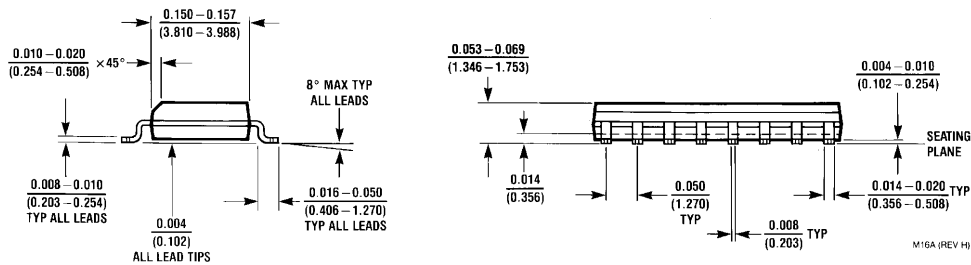 0.150–0.157
(3.810–3.988)
0.010–0.020
(0.254–0.508)
×45°
8° MAX TYP
ALL LEADS
0.008–0.010
(0.203–0.254)
TYP ALL LEADS
0.004
(0.102)
ALL LEAD TIPS
0.016–0.050
(0.406–1.270)
TYP ALL LEADS
0.053–0.069
(1.346–1.753)
0.004–0.010
(0.102–0.254)
SEATING
PLANE
0.014
(0.356)
0.050
(1.270)
TYP
0.008
(0.203)
TYP
0.014–0.020
(0.356–0.508)
TYP
M16A (REV H)